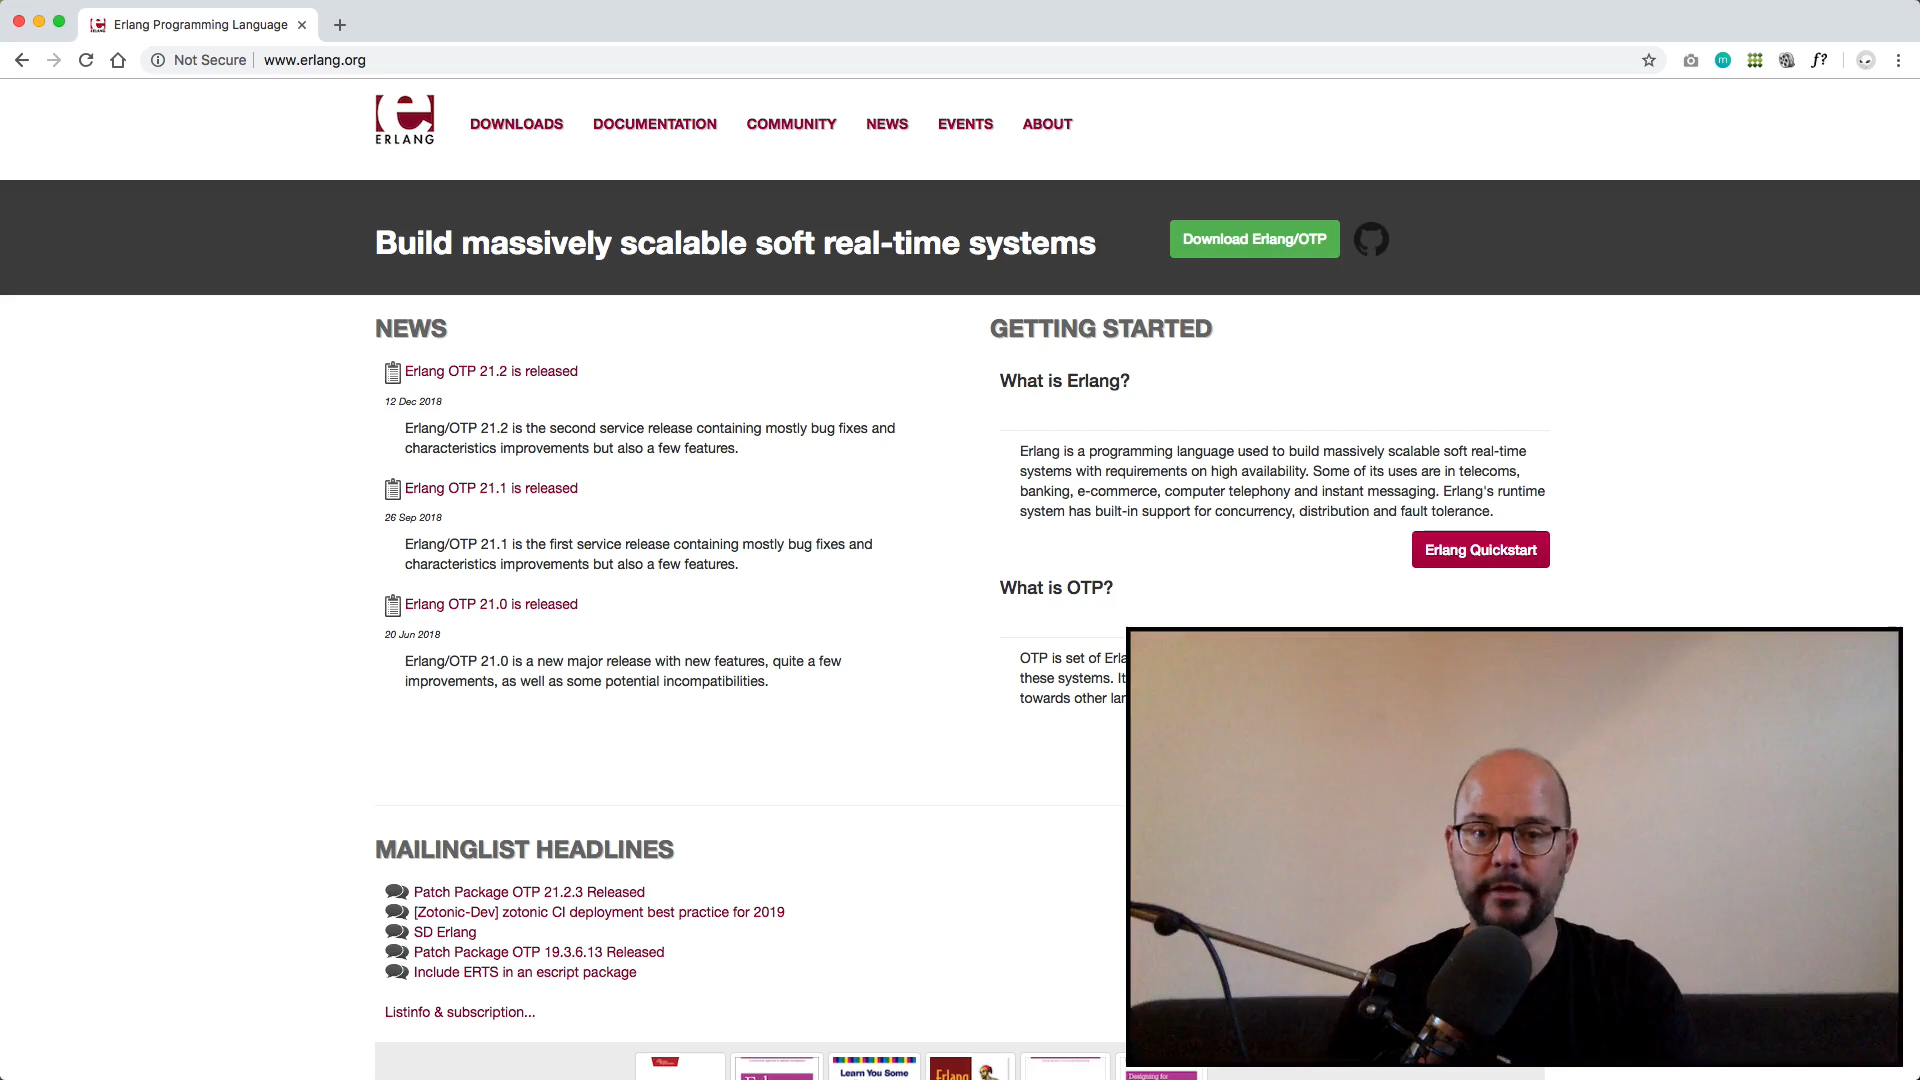 Erlang Programming Language
Not Secure
www.erlang.org
m
f?
e
ERLANG
DOWNLOADS
DOCUMENTATION
COMMUNITY
NEWS
EVENTS
ABOUT
Build massively scalable soft real-time systems
Download Erlang/OTP
NEWS
Erlang OTP 21.2 is released
12 Dec 2018
Erlang/OTP 21.2 is the second service release containing mostly bug fixes and
characteristics improvements but also a few features.
Erlang OTP 21.1 is released
26 Sep 2018
Erlang/OTP 21.1 is the first service release containing mostly bug fixes and
characteristics improvements but also a few features.
Erlang OTP 21.0 is released
20 Jun 2018
Erlang/OTP 21.0 is a new major release with new features, quite a few
improvements, as well as some potential incompatibilities.
GETTING STARTED
What is Erlang?
Erlang is a programming language used to build massively scalable soft real-time
systems with requirements on high availability. Some of its uses are in telecoms,
banking, e-commerce, computer telephony and instant messaging. Erlang's runtime
system has built-in support for concurrency, distribution and fault tolerance.
Erlang Quickstart
What is OTP?
OTP is set of Erla
these systems. It
towards other lan
MAILINGLIST HEADLINES
Patch Package OTP 21.2.3 Released
[Zotonic-Dev] zotonic CI deployment best practice for 2019
SD Erlang
Patch Package OTP 19.3.6.13 Released
Include ERTS in an escript package
Listinfo & subscription...
Learn You Some
Erlang
Designing for